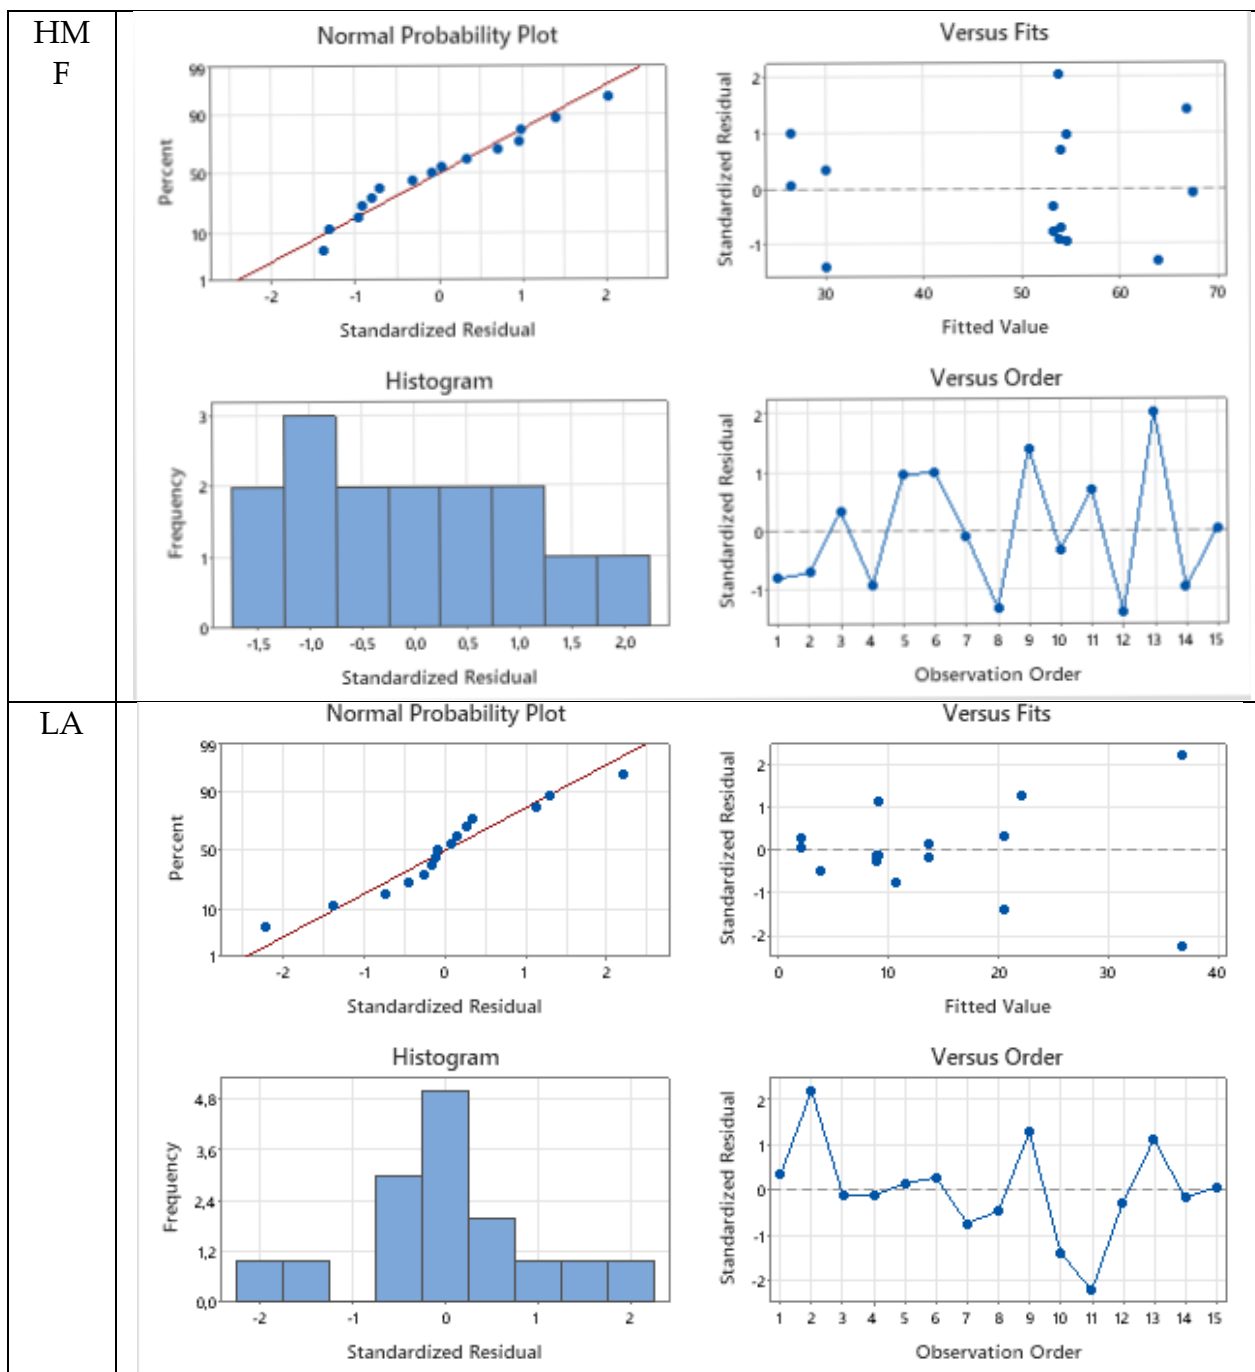 HM
F
Normal Probability Plot
Percent
99
90
50
10
1
-2 -1 0 1 2
Standardized Residual
Versus Fits
Standardized Residual
2
1
0
-1
30 40 50 60 70
Fitted Value
Histogram
Frequency
3
2
1
0
-1,5 -1,0 -0,5 0,0 0,5 1,0 1,5 2,0
Standardized Residual
Versus Order
Standardized Residual
2
1
0
-1
1 2 3 4 5 6 7 8 9 10 11 12 13 14 15
Observation Order
LA
Normal Probability Plot
Percent
99
90
50
10
1
-2 -1 0 1 2
Standardized Residual
Versus Fits
Standardized Residual
2
1
0
-1
-2
0 10 20 30 40
Fitted Value
Histogram
Frequency
4,8
3,6
2,4
1,2
0,0
-2 -1 0 1 2
Standardized Residual
Versus Order
Standardized Residual
2
1
0
-1
-2
1 2 3 4 5 6 7 8 9 10 11 12 13 14 15
Observation Order